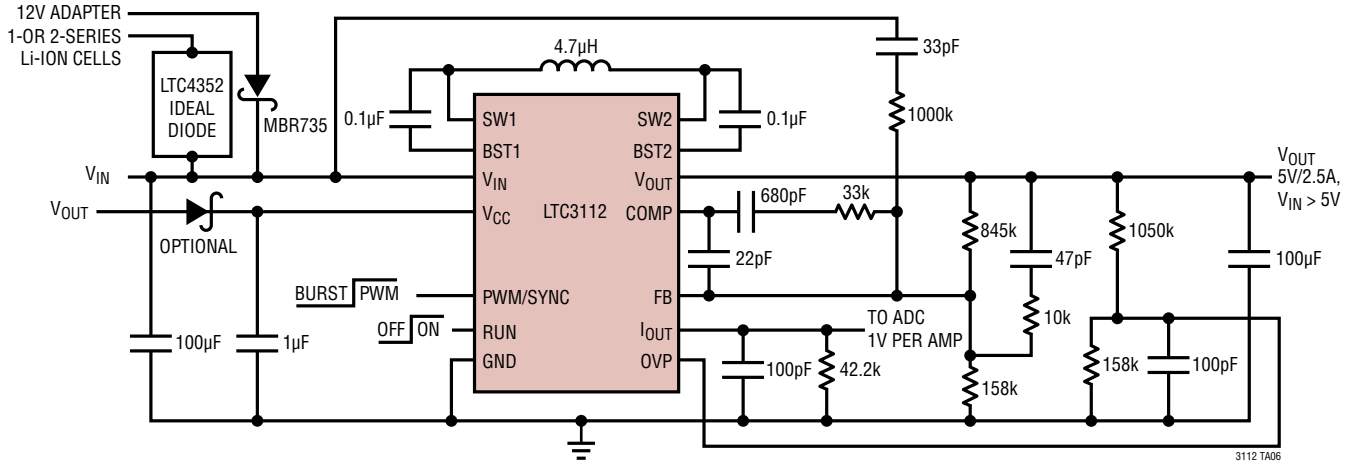 12V ADAPTER
1-OR 2-SERIES
Li-ION CELLS
LTC4352
IDEAL
DIODE
MBR735
4.7µH
0.1µF
0.1µF
33pF
1000k
SW1
SW2
BST1
BST2
VIN
VIN
VOUT
VOUT
VCC
LTC3112
COMP
680pF
33k
OPTIONAL
22pF
845k
47pF
10k
1050k
VOUT
5V/2.5A,
VIN > 5V
100µF
BURST PWM
PWM/SYNC
FB
OFF ON
RUN
IOUT
TO ADC
1V PER AMP
GND
OVP
100µF
1µF
100pF
42.2k
158k
158k
100pF
3112 TA06